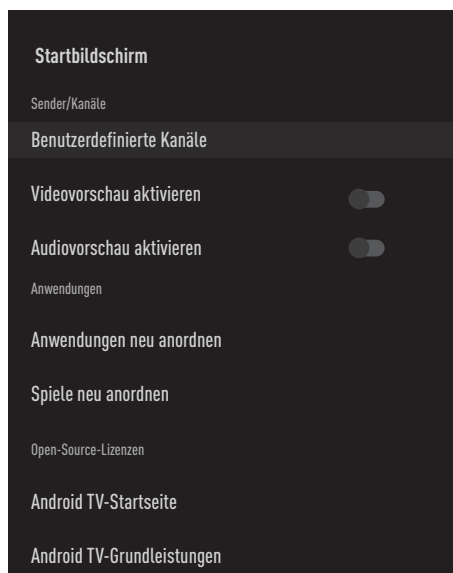 Startbildschirm
Sender/Kanäle
Benutzerdefinierte Kanäle
Videovorschau aktivieren
Audiovorschau aktivieren
Anwendungen
Anwendungen neu anordnen
Spiele neu anordnen
Open-Source-Lizenzen
Android TV-Startseite
Android TV-Grundleistungen